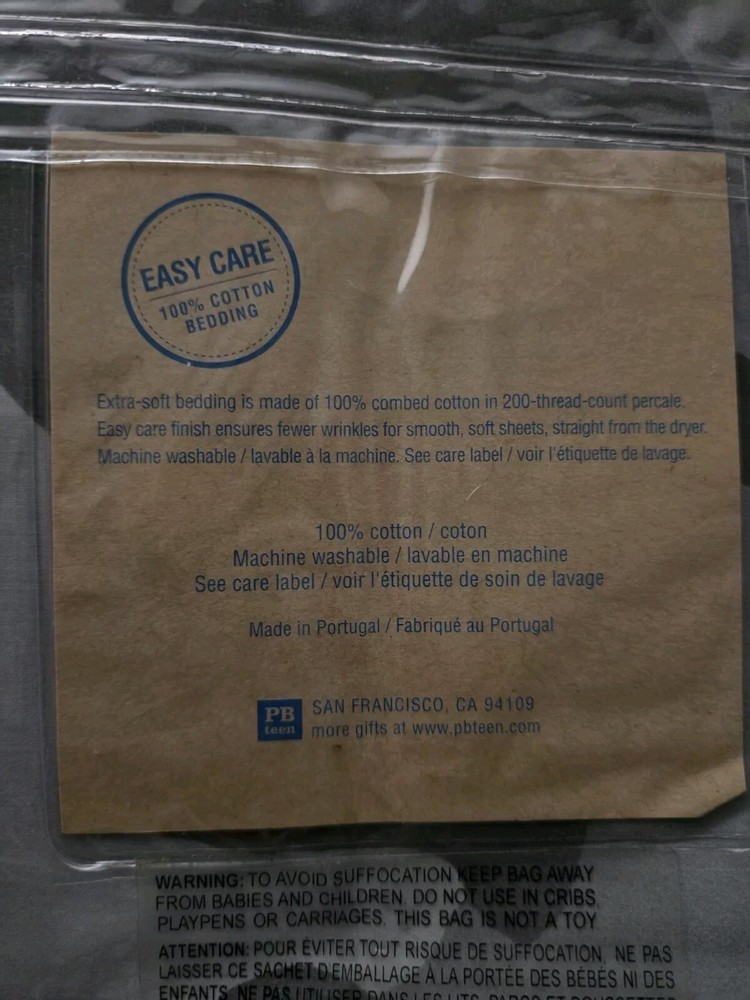 EASY CARE
100% COTTON
BEDDING
Extra-soft bedding is made of 100% combed cotton in 200-thread-count percale.
Easy care finish ensures fewer wrinkles for smooth, soft sheets, straight from the dryer.
Machine washable / lavable à la machine. See care label / voir l'étiquette de lavage.
100% cotton / coton
Machine washable / lavable en machine
See care label / voir l'étiquette de soin de lavage
Made in Portugal / Fabriqué au Portugal
PB
teen
SAN FRANCISCO, CA 94109
more gifts at www.pbteen.com
WARNING: TO AVOID SUFFOCATION KEEP BAG AWAY
FROM BABIES AND CHILDREN. DO NOT USE IN CRIBS,
PLAYPENS OR CARRIAGES. THIS BAG IS NOT A TOY
ATTENTION: POUR ÉVITER TOUT RISQUE DE SUFFOCATION, NE PAS
LAISSER CE SACHET D'EMBALLAGE À LA PORTÉE DES BÉBÉS NI DES
ENFANTS. NE PAS UTILISER DANS LES LITS,